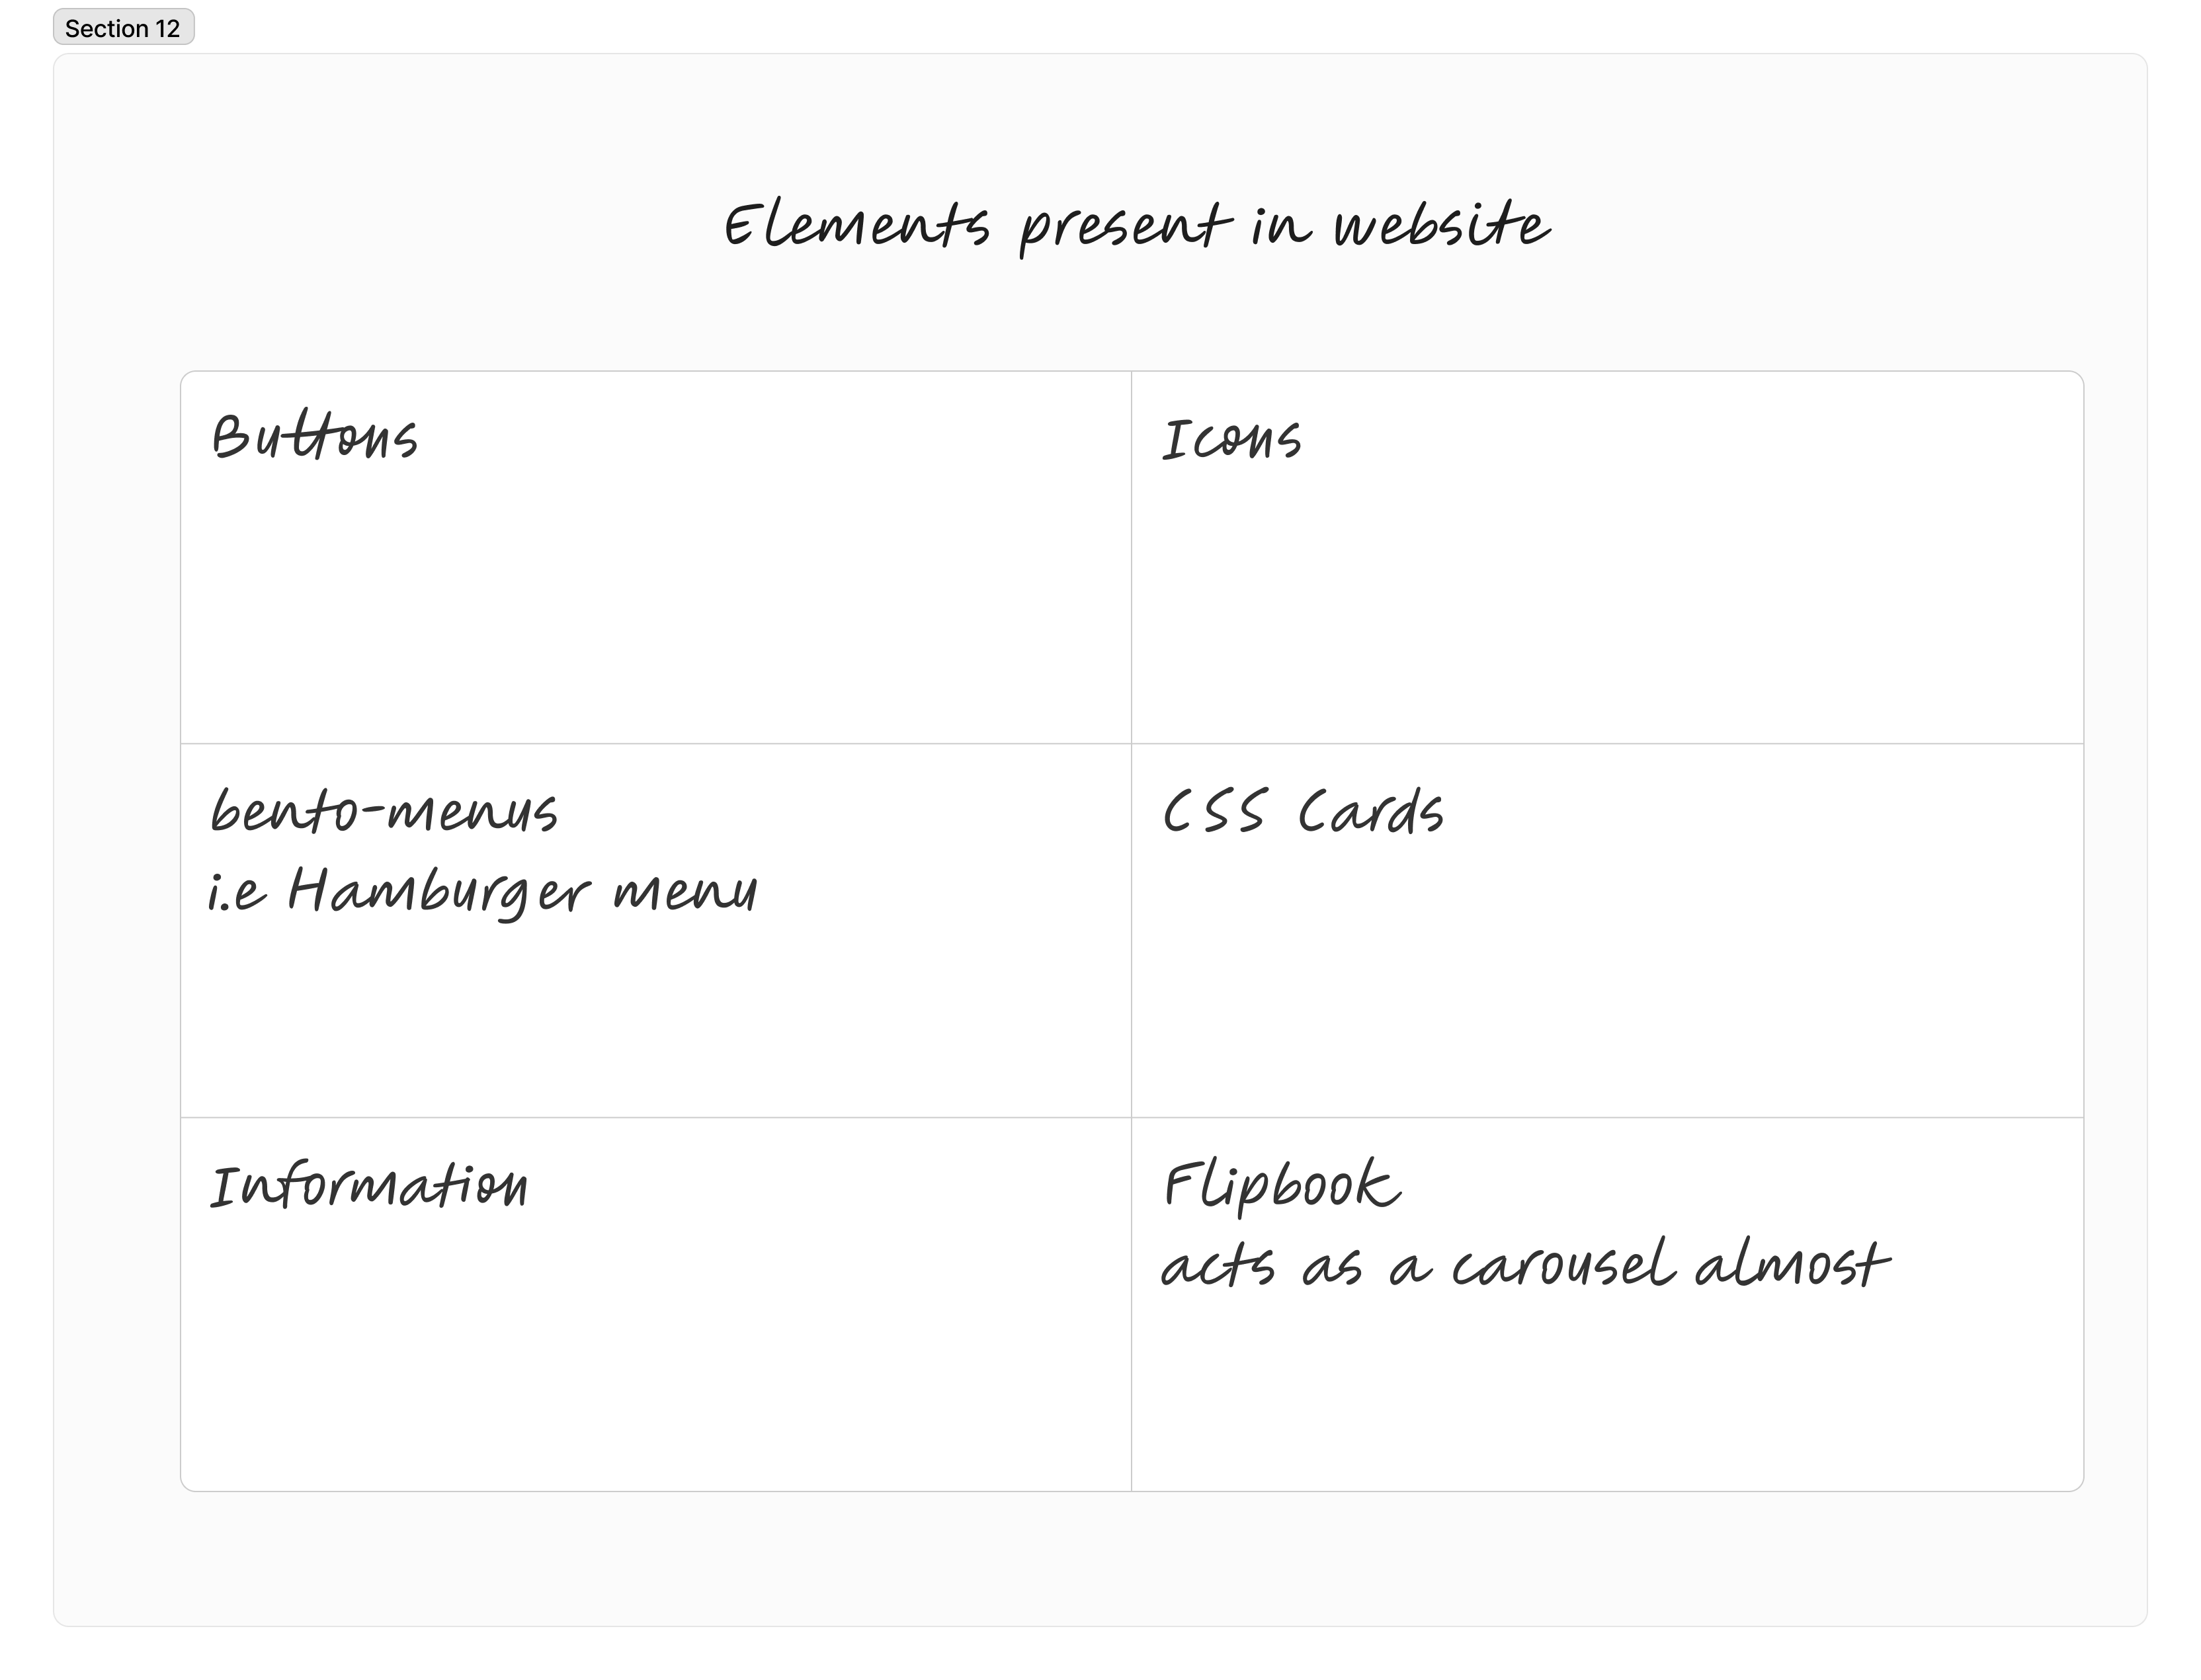 Section 12
Elements present in website
Buttons
Icons
bento-menus
i.e Hamburger menu
CSS Cards
Information
Flipbook
acts as a carousel almost